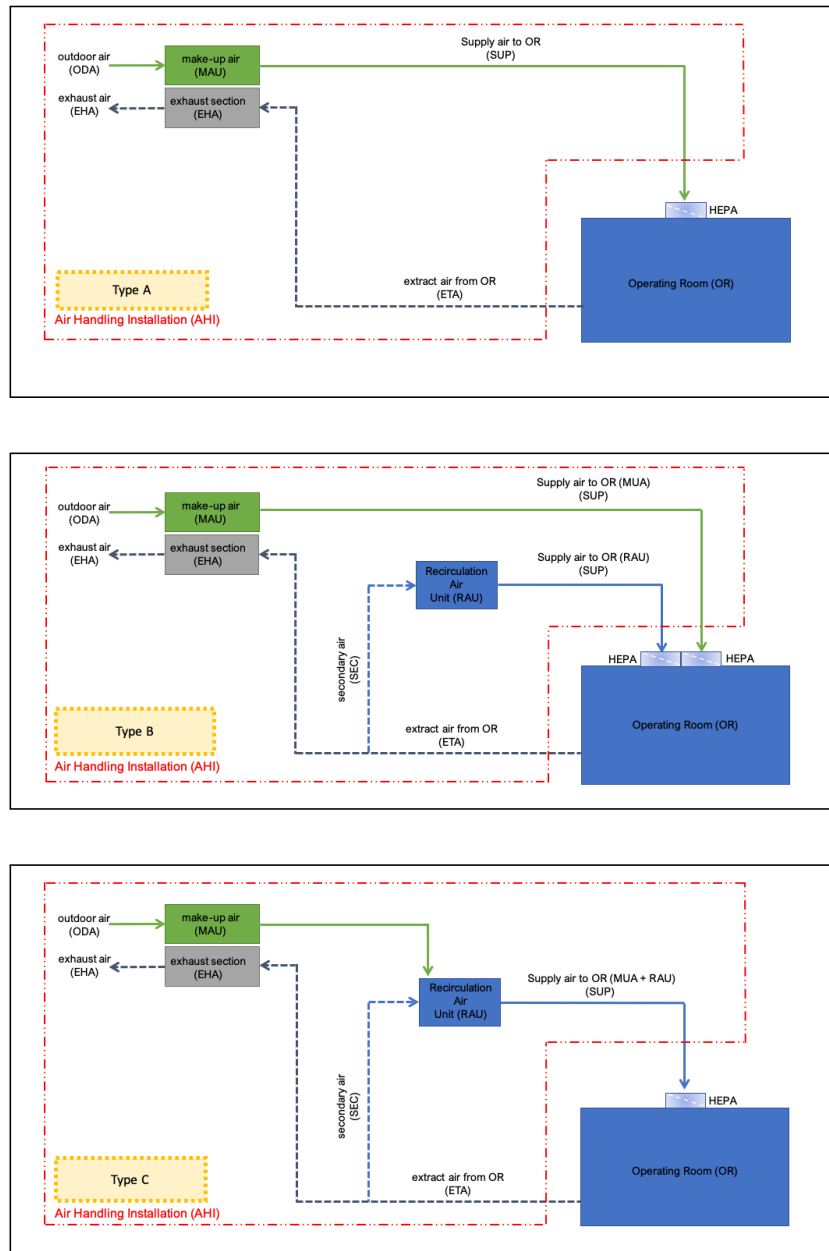 Supply air to OR
(SUP)
outdoor air
(ODA)
make-up air
(MAU)
exhaust air
(EHA)
exhaust section
(EHA)
HEPA
Type A
extract air from OR
(ETA)
Operating Room (OR)
Air Handling Installation (AHI)
Supply air to OR (MUA)
(SUP)
outdoor air
(ODA)
make-up air
(MAU)
exhaust air
(EHA)
exhaust section
(EHA)
Supply air to OR (RAU)
(SUP)
Recirculation
Air
Unit (RAU)
secondary air
(SEC)
HEPA
HEPA
Type B
extract air from OR
(ETA)
Operating Room (OR)
Air Handling Installation (AHI)
outdoor air
(ODA)
make-up air
(MAU)
exhaust air
(EHA)
exhaust section
(EHA)
Recirculation
Air
Unit (RAU)
Supply air to OR (MUA + RAU)
(SUP)
secondary air
(SEC)
HEPA
Type C
extract air from OR
(ETA)
Operating Room (OR)
Air Handling Installation (AHI)